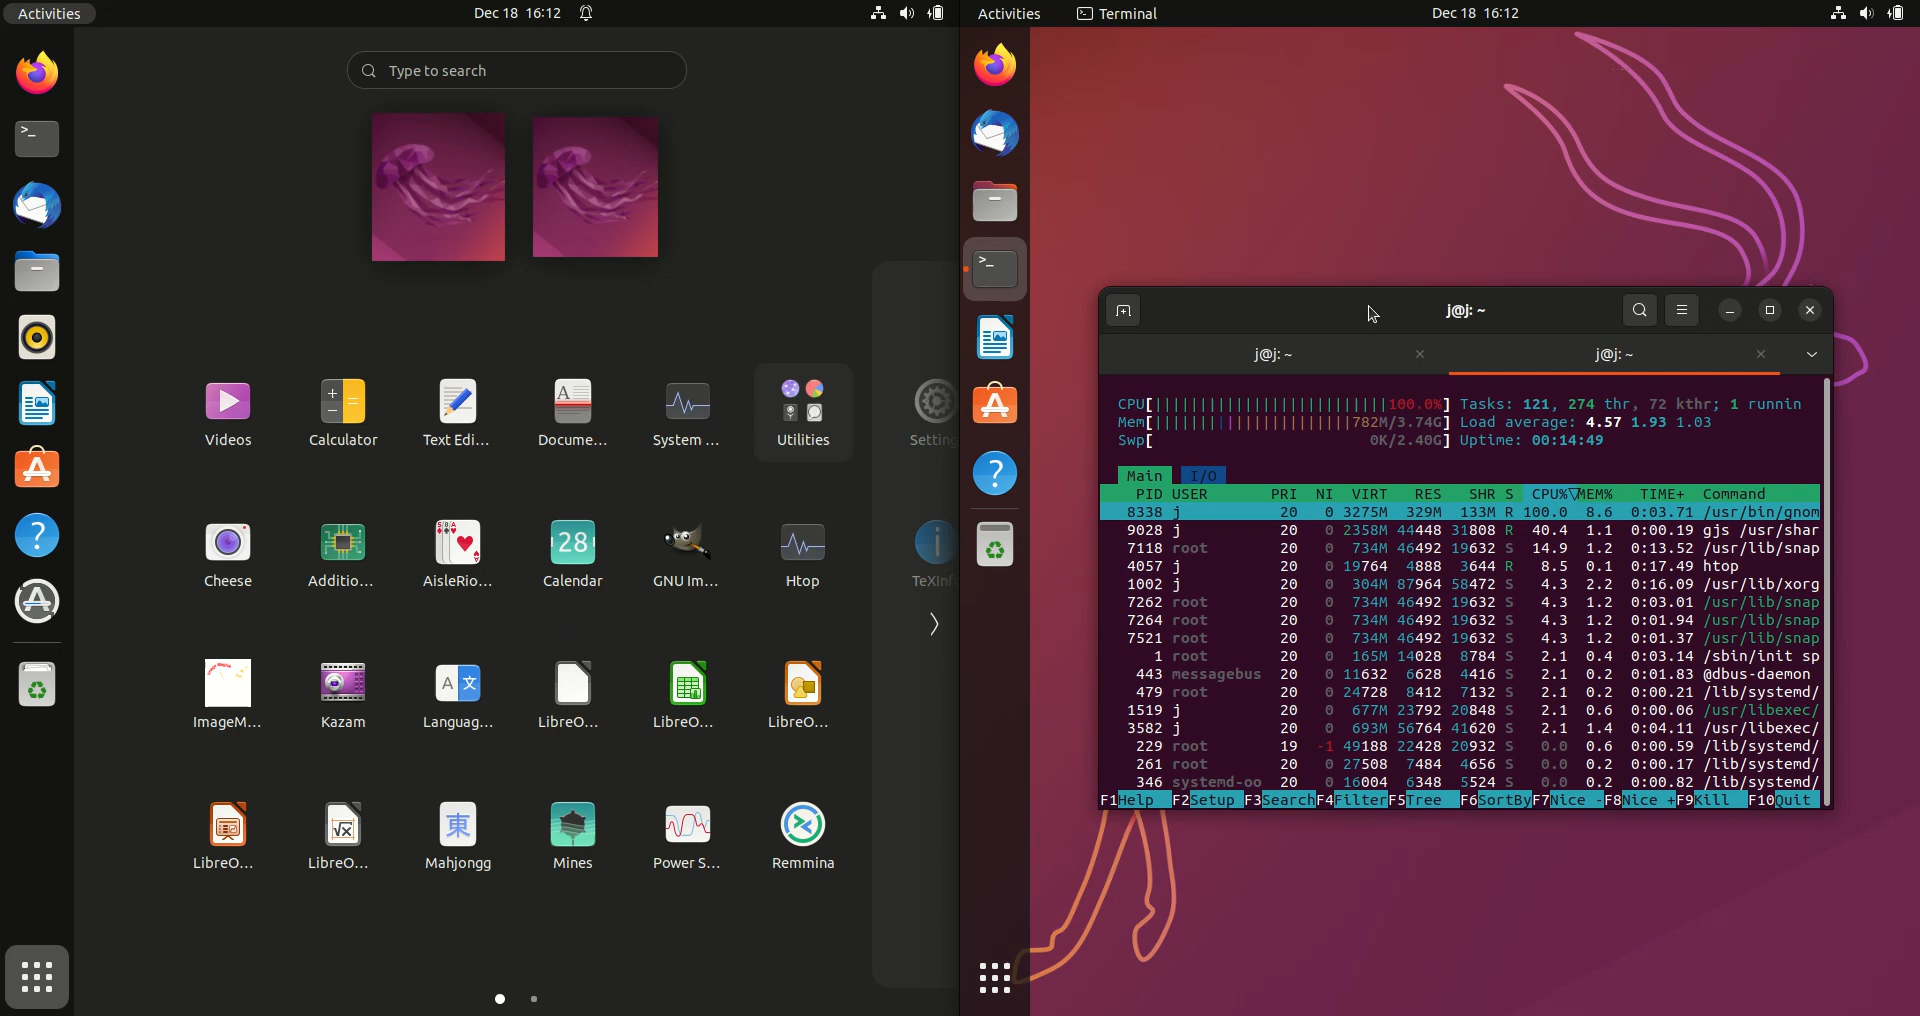 Activities
Dec 18 16:12
Type to search
Videos
Calculator
Text Edi...
Docume...
System ...
Utilities
Setting
Cheese
Additio...
AisleRio...
28
Calendar
GNU Im...
Htop
TeXInf
ImageM...
Kazam
A 文
Languag...
LibreO...
LibreO...
LibreO...
LibreO...
LibreO...
東
Mahjongg
Mines
Power S...
Remmina
Activities
Terminal
Dec 18 16:12
j@j: ~
j@j: ~
j@j: ~
CPU[||||||||||||||||||||||||||100.0%] Tasks: 121, 274 thr, 72 kthr; 1 runnin
Mem[||||||||||||||||||||||782M/3.74G] Load average: 4.57 1.93 1.03
Swp[ 0K/2.40G] Uptime: 00:14:49
Main I/O
PID USER PRI NI VIRT RES SHR S CPU%▽MEM% TIME+ Command
8338 j 20 0 3275M 329M 133M R 100.0 8.6 0:03.71 /usr/bin/gnom
9028 j 20 0 2358M 44448 31808 R 40.4 1.1 0:00.19 gjs /usr/shar
7118 root 20 0 734M 46492 19632 S 14.9 1.2 0:13.52 /usr/lib/snap
4057 j 20 0 19764 4888 3644 R 8.5 0.1 0:17.49 htop
1002 j 20 0 304M 87964 58472 S 4.3 2.2 0:16.09 /usr/lib/xorg
7262 root 20 0 734M 46492 19632 S 4.3 1.2 0:03.01 /usr/lib/snap
7264 root 20 0 734M 46492 19632 S 4.3 1.2 0:01.94 /usr/lib/snap
7521 root 20 0 734M 46492 19632 S 4.3 1.2 0:01.37 /usr/lib/snap
1 root 20 0 165M 14028 8784 S 2.1 0.4 0:03.14 /sbin/init sp
443 messagebus 20 0 11632 6628 4416 S 2.1 0.2 0:01.83 @dbus-daemon
479 root 20 0 24728 8412 7132 S 2.1 0.2 0:00.21 /lib/systemd/
1519 j 20 0 677M 23792 20848 S 2.1 0.6 0:00.06 /usr/libexec/
3582 j 20 0 693M 56764 41620 S 2.1 1.4 0:04.11 /usr/libexec/
229 root 19 -1 49188 22428 20932 S 0.0 0.6 0:00.59 /lib/systemd/
261 root 20 0 27508 7484 4656 S 0.0 0.2 0:00.17 /lib/systemd/
346 systemd-oo 20 0 16004 6348 5524 S 0.0 0.2 0:00.82 /lib/systemd/
F1Help F2Setup F3SearchF4FilterF5Tree F6SortByF7Nice -F8Nice +F9Kill F10Quit